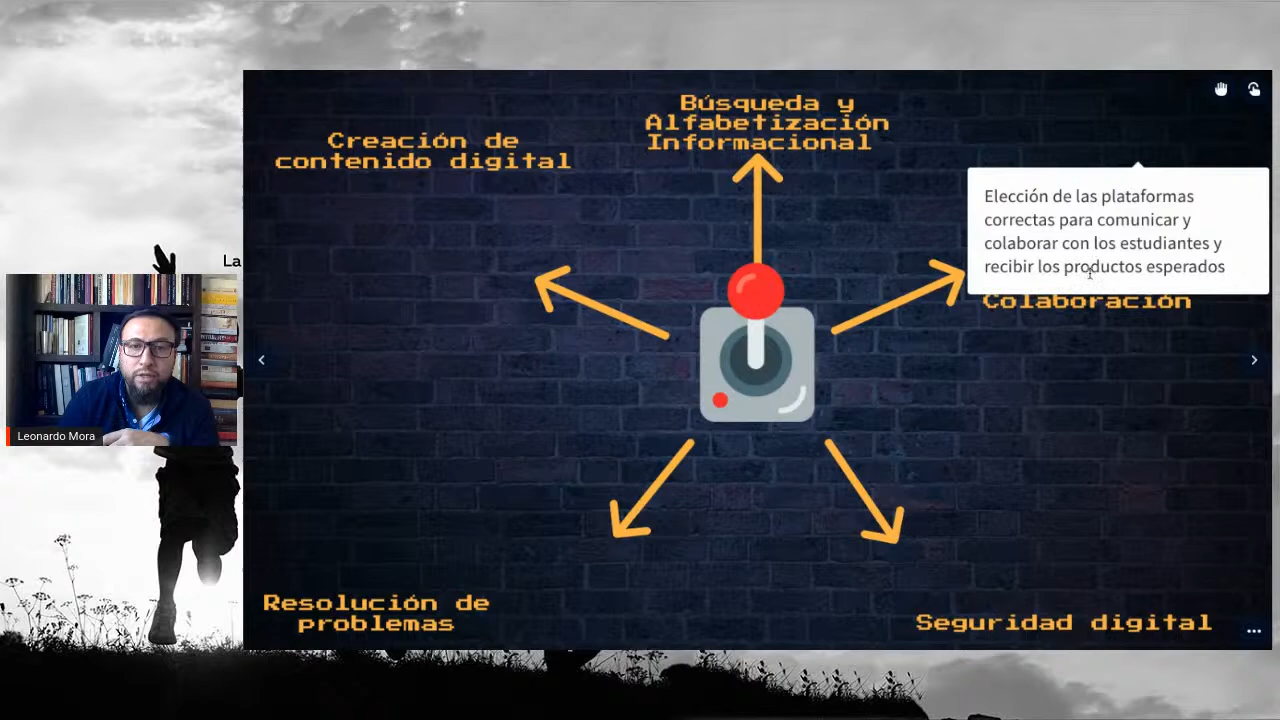 Búsqueda y
Alfabetización
Informacional
Creación de
contenido digital
Elección de las plataformas
correctas para comunicar y
colaborar con los estudiantes y
recibir los productos esperados
Colaboración
La
Leonardo Mora
Resolución de
problemas
Seguridad digital